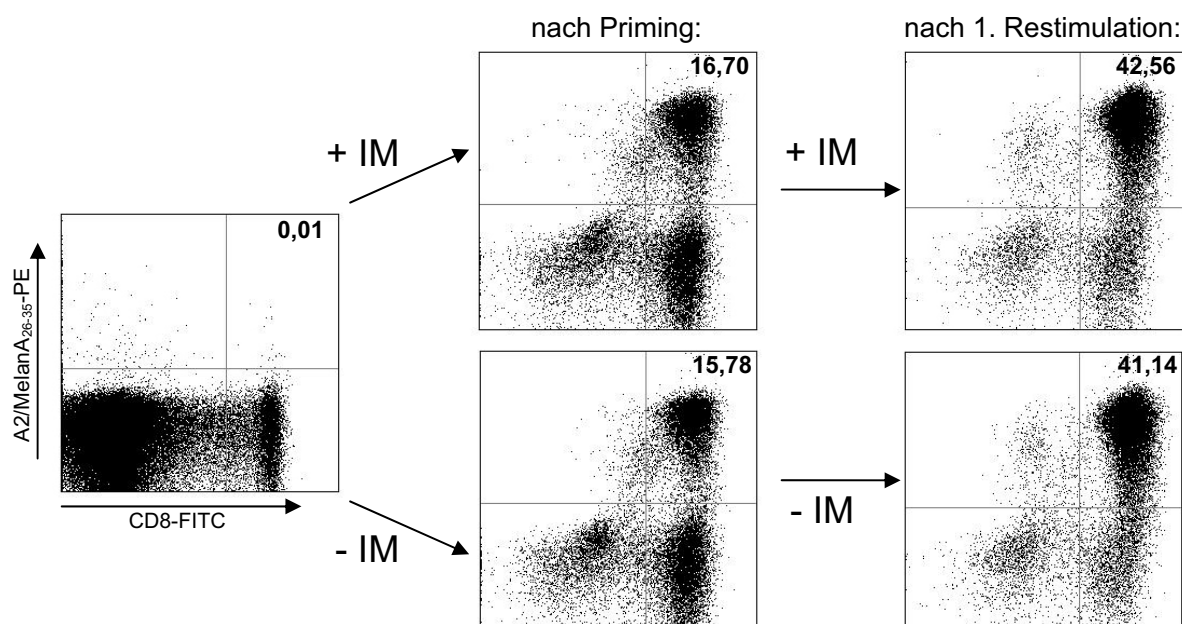 nach Priming:
nach 1. Restimulation:
16,70
42,56
+ IM
+ IM
0,01
A2/MelanA26-35-PE
CD8-FITC
15,78
41,14
- IM
- IM